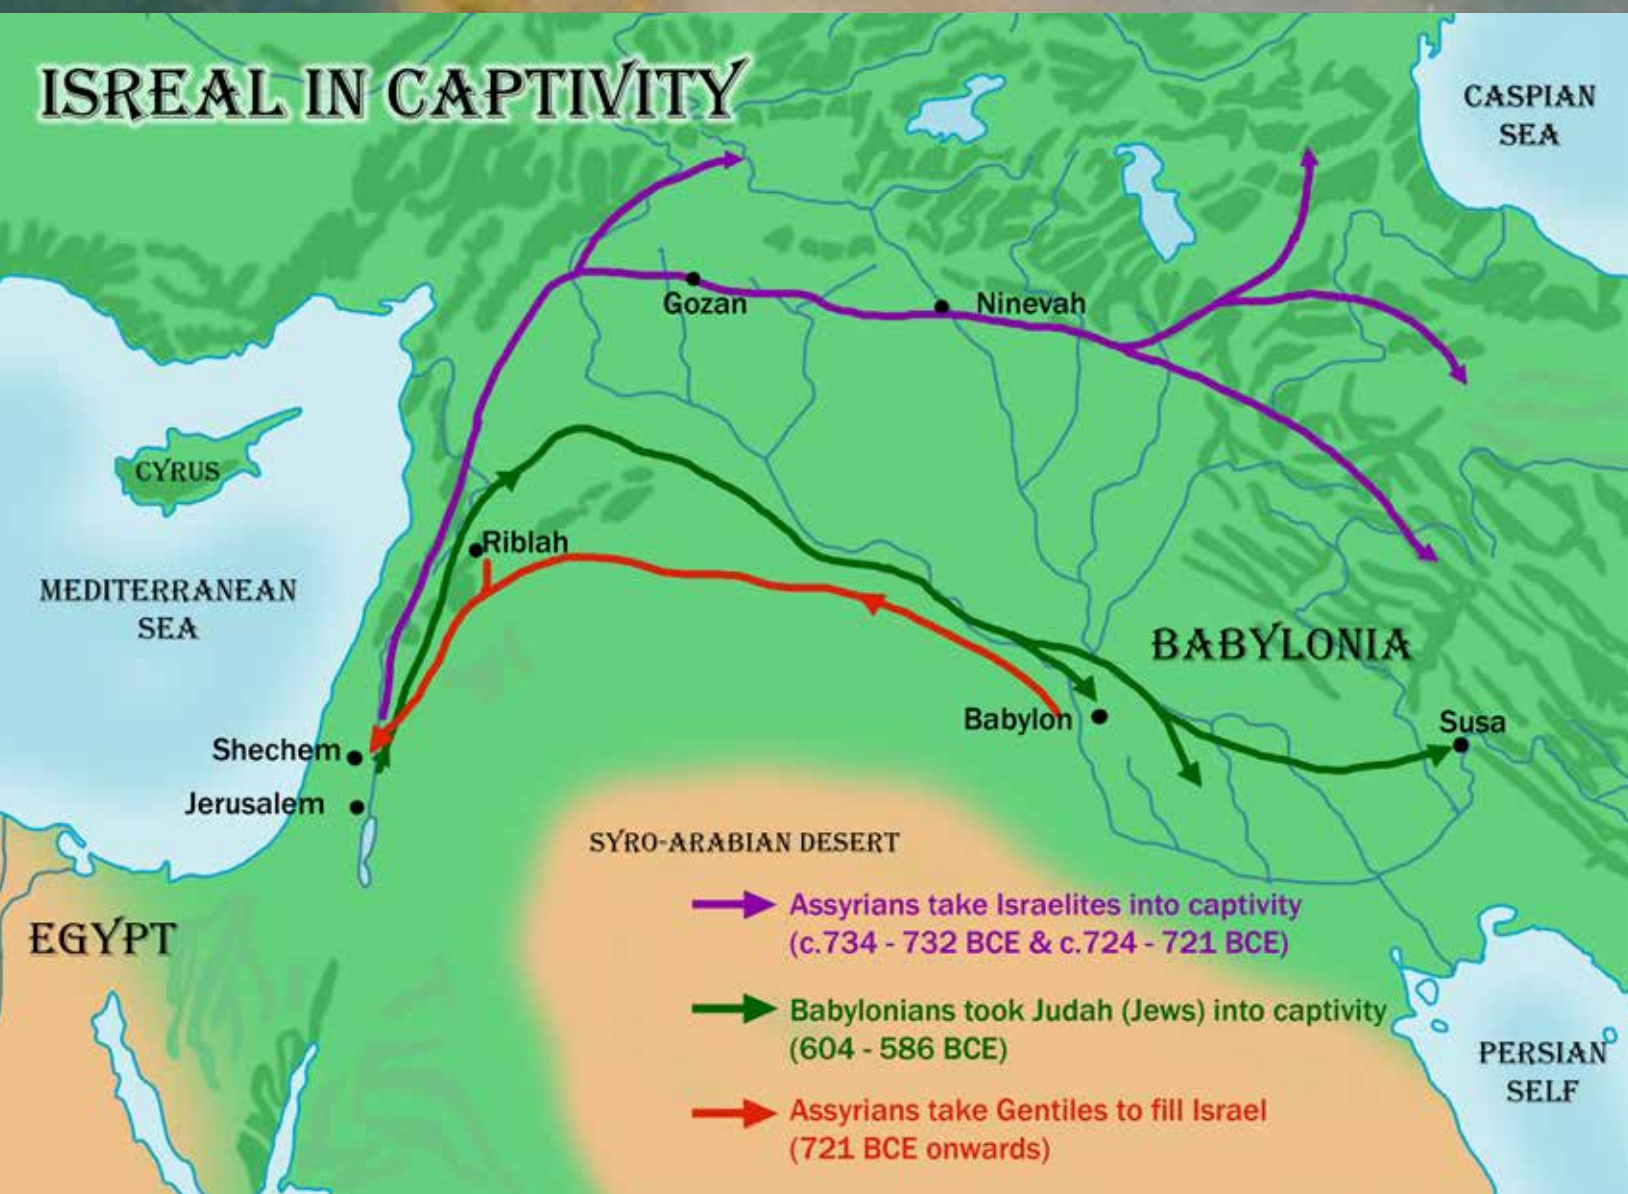 ISREAL IN CAPTIVITY
CASPIAN
SEA
Gozan
Ninevah
CYRUS
Riblah
MEDITERRANEAN
SEA
BABYLONIA
Babylon
Susa
Shechem
Jerusalem
SYRO-ARABIAN DESERT
EGYPT
Assyrians take Israelites into captivity
(c.734 - 732 BCE & c.724 - 721 BCE)
Babylonians took Judah (Jews) into captivity
(604 - 586 BCE)
PERSIAN
SELF
Assyrians take Gentiles to fill Israel
(721 BCE onwards)